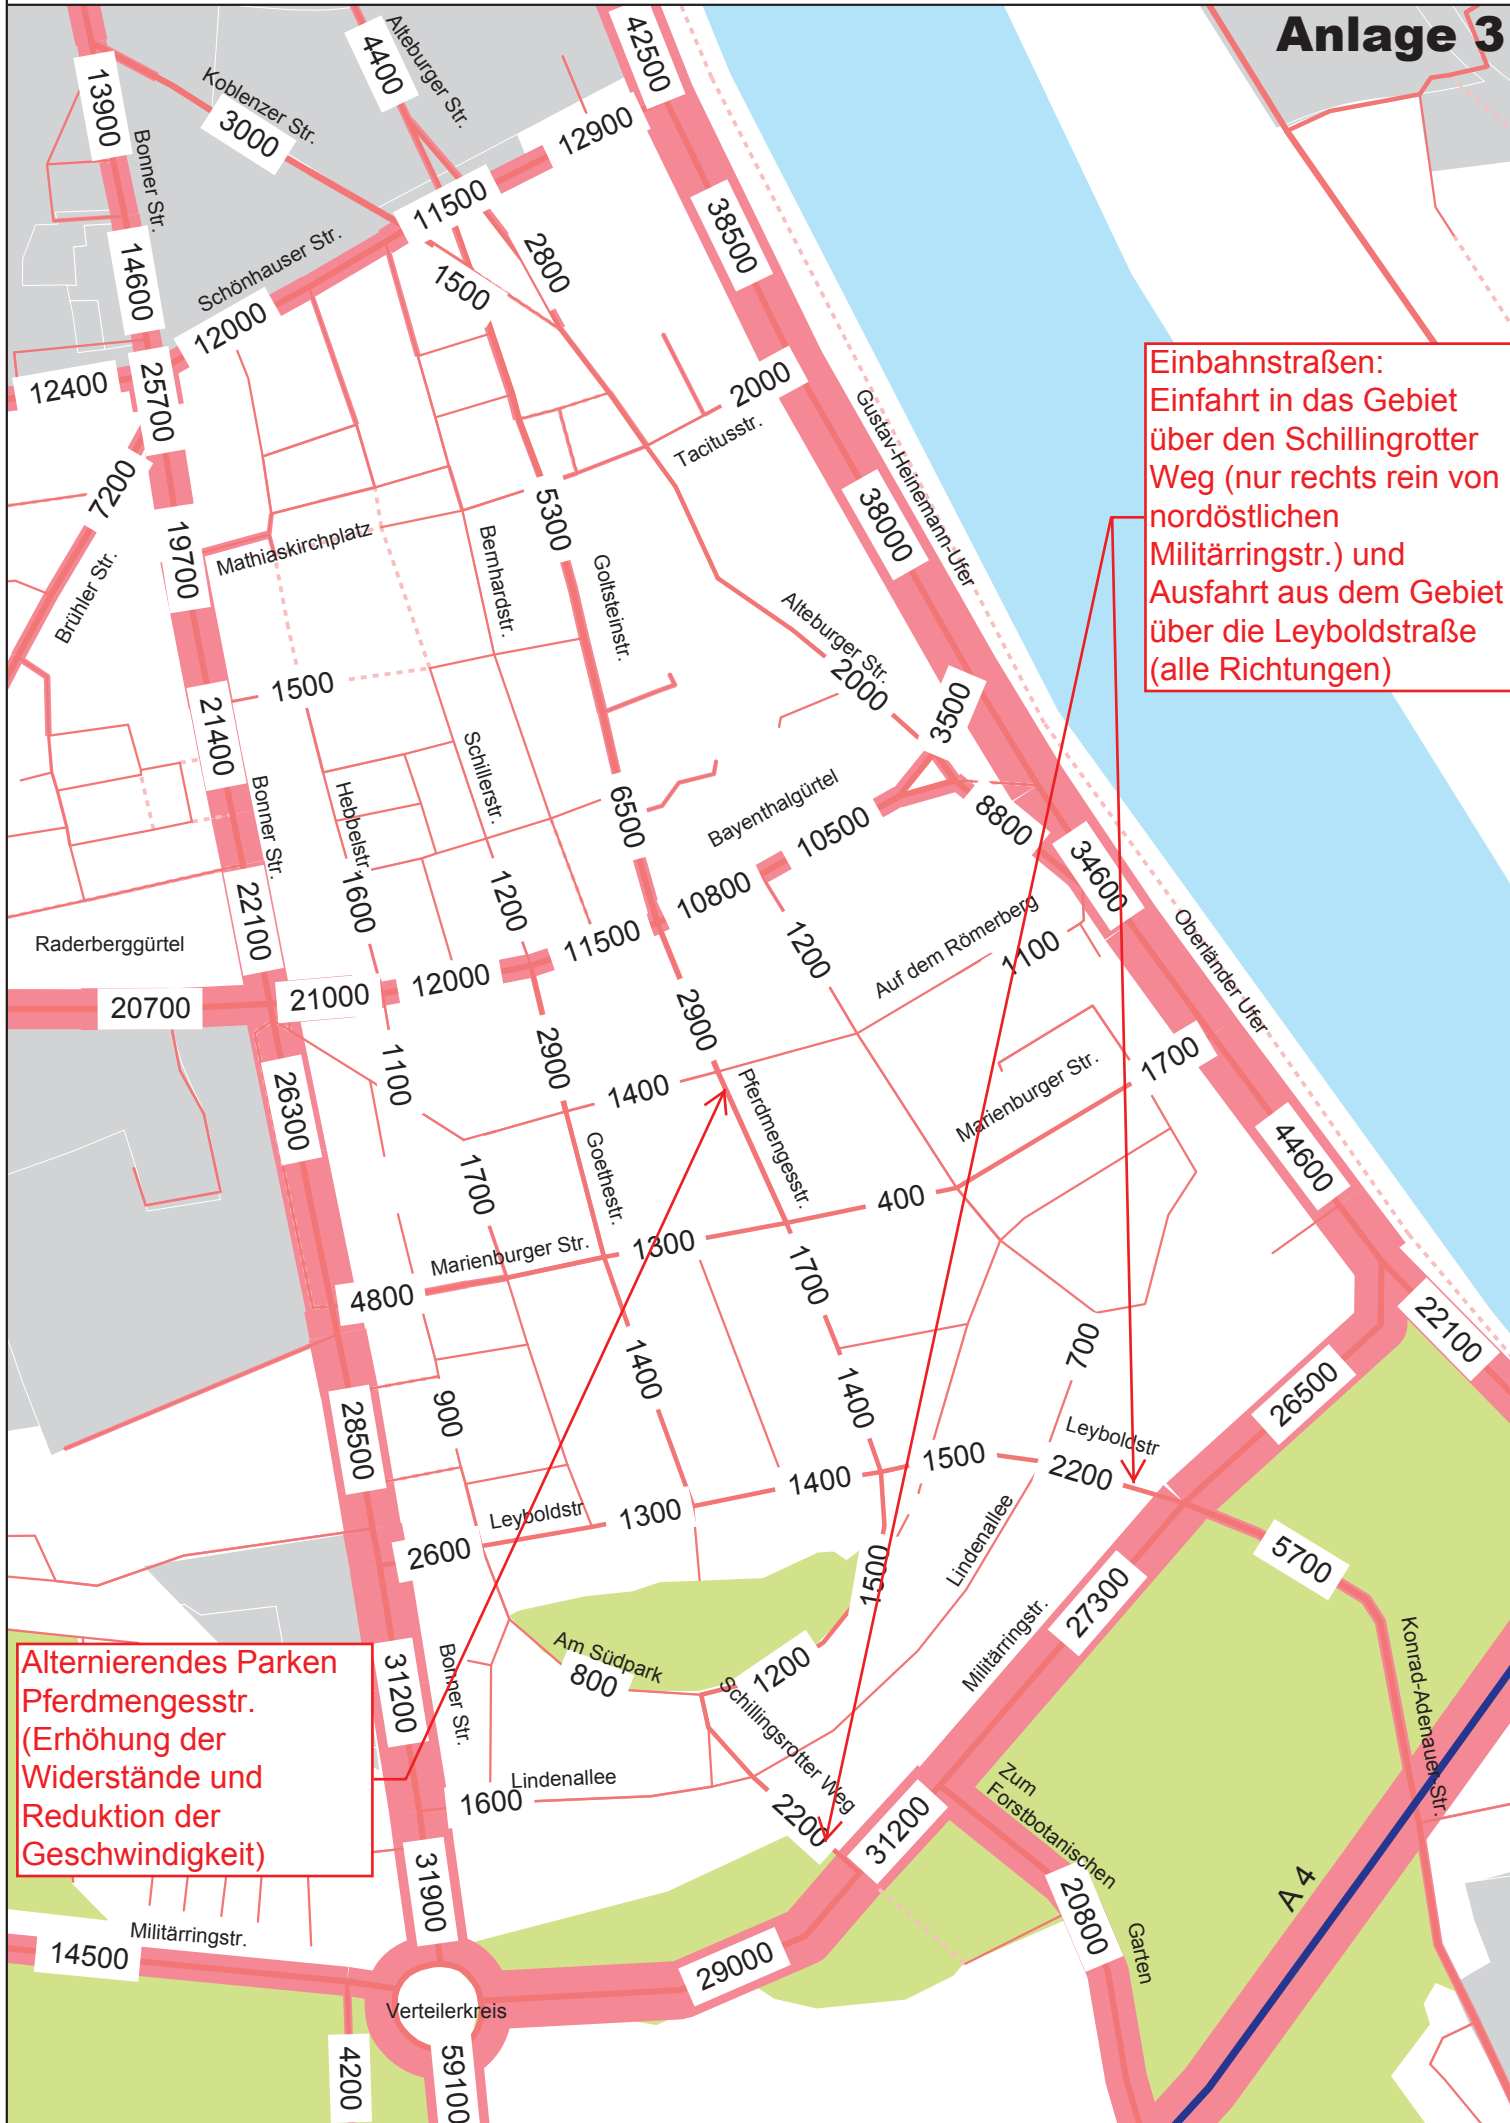 Anlage 3
42500
4400
Alteburger Str.
13900
Koblenzer Str.
3000
12900
Bonner Str.
11500
38500
Schönhauser Str.
2800
14600
1500
12000
12400
25700
2000
Einbahnstraßen:
Einfahrt in das Gebiet
über den Schillingrotter
Weg (nur rechts rein von
nordöstlichen
Militärringstr.) und
Ausfahrt aus dem Gebiet
über die Leyboldstraße
(alle Richtungen)
Tacitusstr.
Gustav-Heinemann-Ufer
7200
5300
38000
19700
Mathiaskirchplatz
Bernhardstr.
Goltsteinstr.
Brühler Str.
Alteburger Str.
2000
1500
3500
21400
Schillerstr.
Hebbelstr.
Bonner Str.
6500
Bayenthalgürtel
10500
8800
34600
1600
1200
10800
22100
11500
1200
Auf dem Römerberg
1100
Oberländer Ufer
Raderberggürtel
20700
21000
12000
2900
2900
1100
1400
26300
Pferdmengesstr.
Marienburger Str.
1700
Goethestr.
1700
44600
400
Marienburger Str.
1300
4800
1700
700
22100
1400
1400
26500
900
28500
Leyboldstr
1500
2200
1400
Leyboldstr
1300
2600
Lindenallee
1500
5700
27300
Militärringstr.
Konrad-Adenauer-Str.
Alternierendes Parken
Pferdmengesstr.
(Erhöhung der
Widerstände und
Reduktion der
Geschwindigkeit)
31200
Bonner Str.
Am Südpark
800
1200
Schillingsrotter Weg
Lindenallee
1600
2200
31200
Zum
Forstbotanischen
Garten
20800
A 4
31900
Militärringstr.
14500
29000
Verteilerkreis
4200
59100